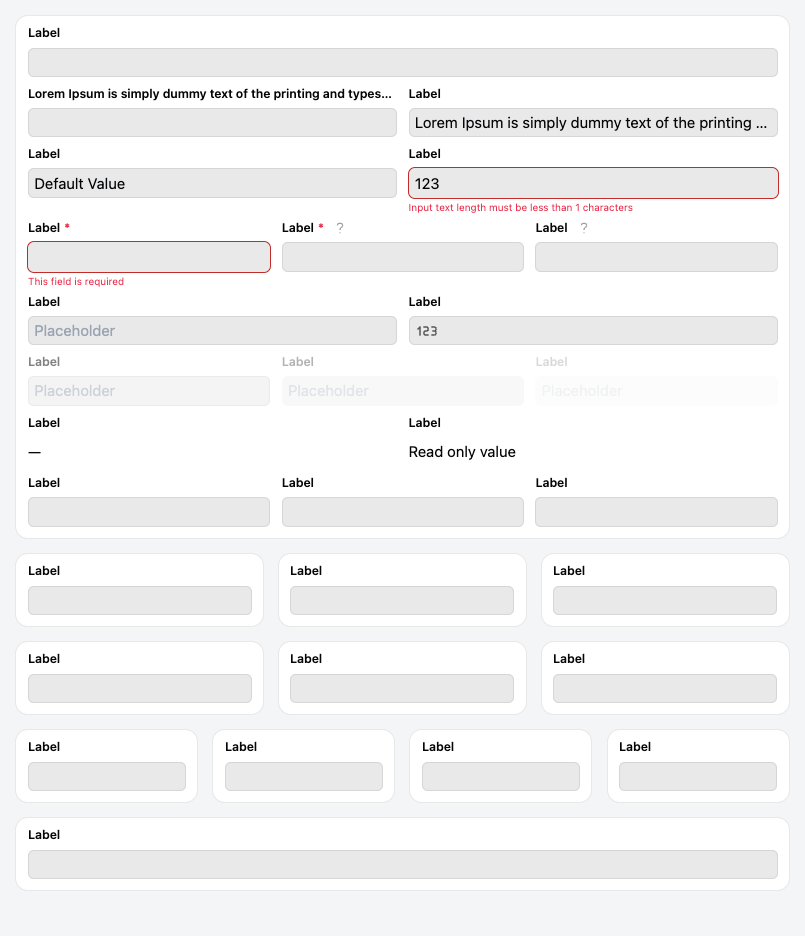 Label
Lorem Ipsum is simply dummy text of the printing and types... Label
Lorem Ipsum is simply dummy text of the printing ...
Label Label
Default Value 123
Input text length must be less than 1 characters
Label * Label * ? Label ?
This field is required
Label Label
Placeholder 123
Label Label Label
Placeholder Placeholder Placeholder
Label Label
— Read only value
Label Label Label
Label Label Label
Label Label Label
Label Label Label Label
Label